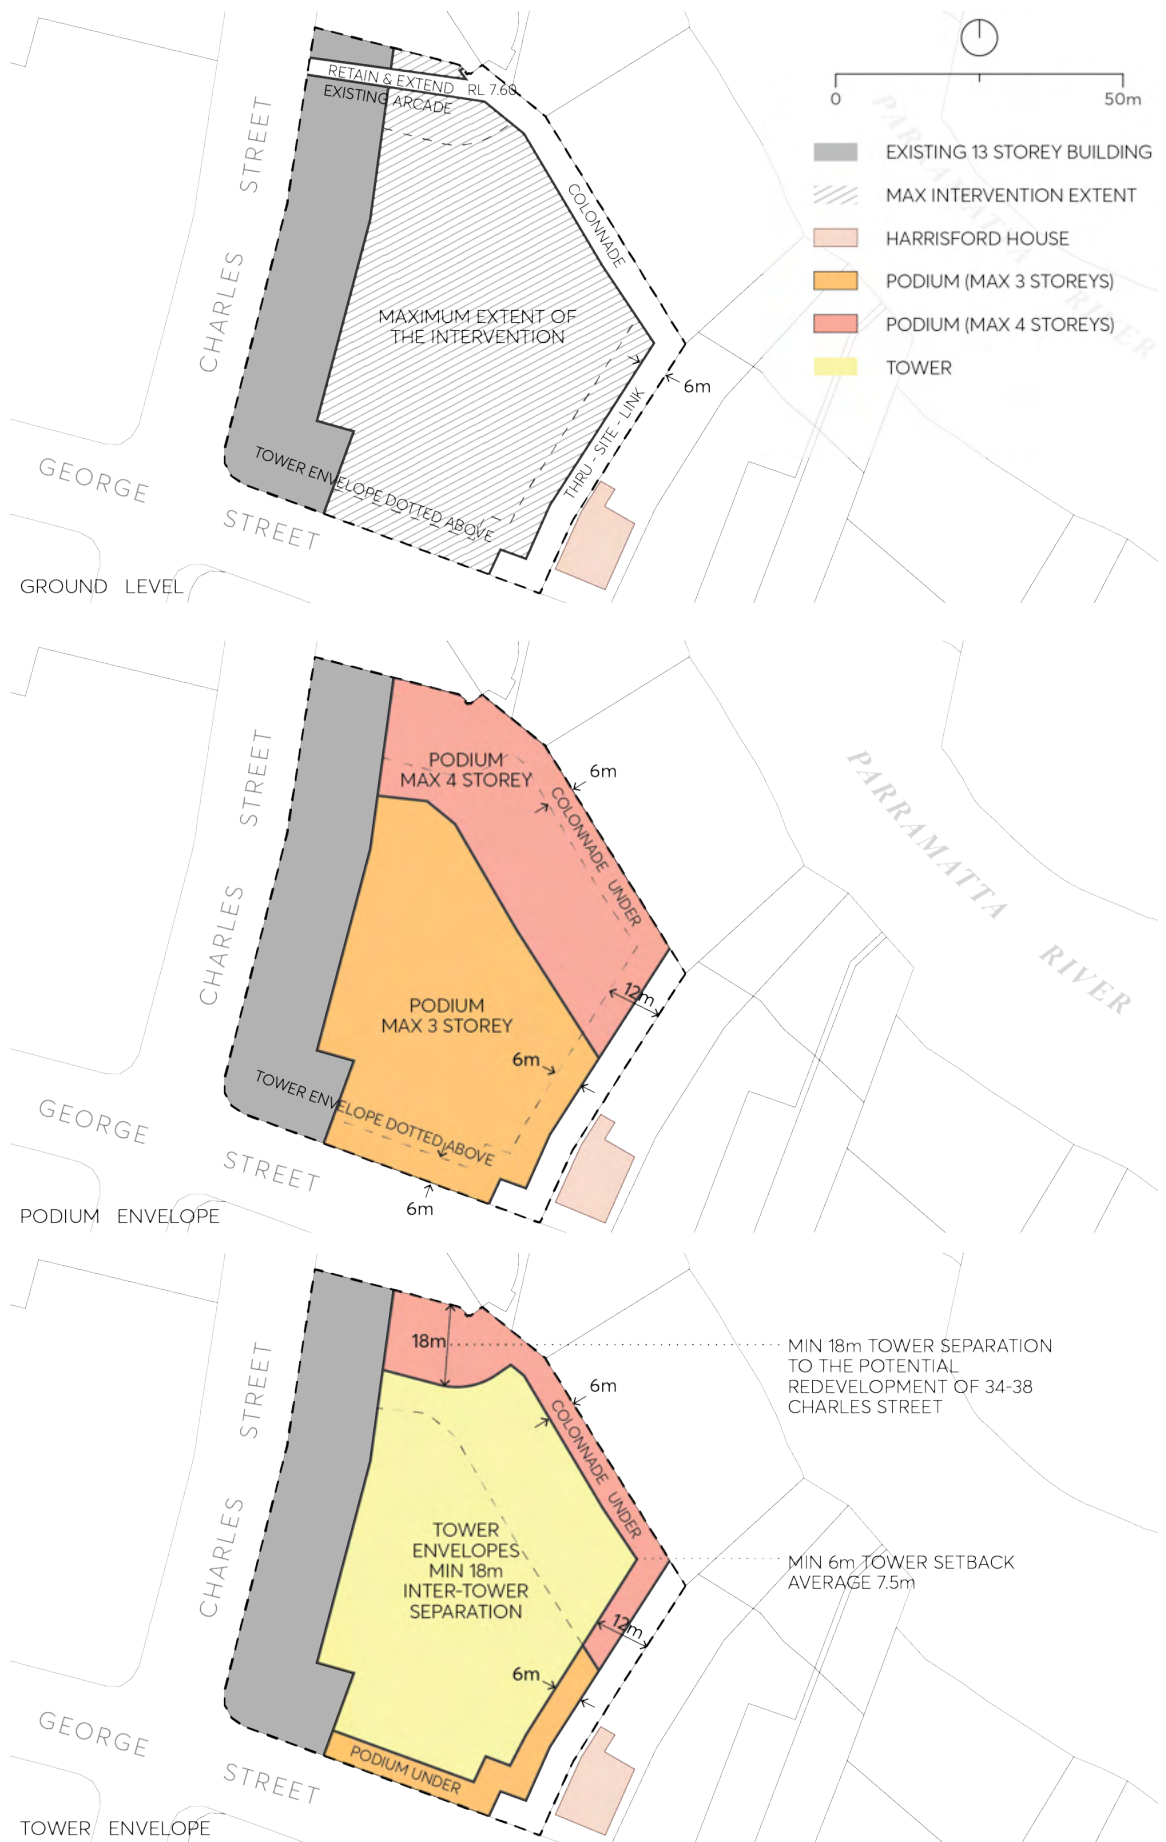 RETAIN & EXTEND RL 7.60
EXISTING ARCADE
STREET
CHARLES
COLONNADE
MAXIMUM EXTENT OF
THE INTERVENTION
6m
THRU - SITE - LINK
TOWER ENVELOPE DOTTED ABOVE
GEORGE
STREET
GROUND LEVEL
0 50m
EXISTING 13 STOREY BUILDING
MAX INTERVENTION EXTENT
HARRISFORD HOUSE
PODIUM (MAX 3 STOREYS)
PODIUM (MAX 4 STOREYS)
TOWER
PARRAMATTA
RIVER
STREET
CHARLES
PODIUM
MAX 4 STOREY
6m
COLONNADE UNDER
12m
PODIUM
MAX 3 STOREY
6m
TOWER ENVELOPE DOTTED ABOVE
6m
GEORGE
STREET
PODIUM ENVELOPE
PARRAMATTA
RIVER
18m
MIN 18m TOWER SEPARATION
TO THE POTENTIAL
REDEVELOPMENT OF 34-38
CHARLES STREET
6m
STREET
CHARLES
COLONNADE UNDER
TOWER
ENVELOPES
MIN 18m
INTER-TOWER
SEPARATION
MIN 6m TOWER SETBACK
AVERAGE 7.5m
12m
6m
PODIUM UNDER
GEORGE
STREET
TOWER ENVELOPE